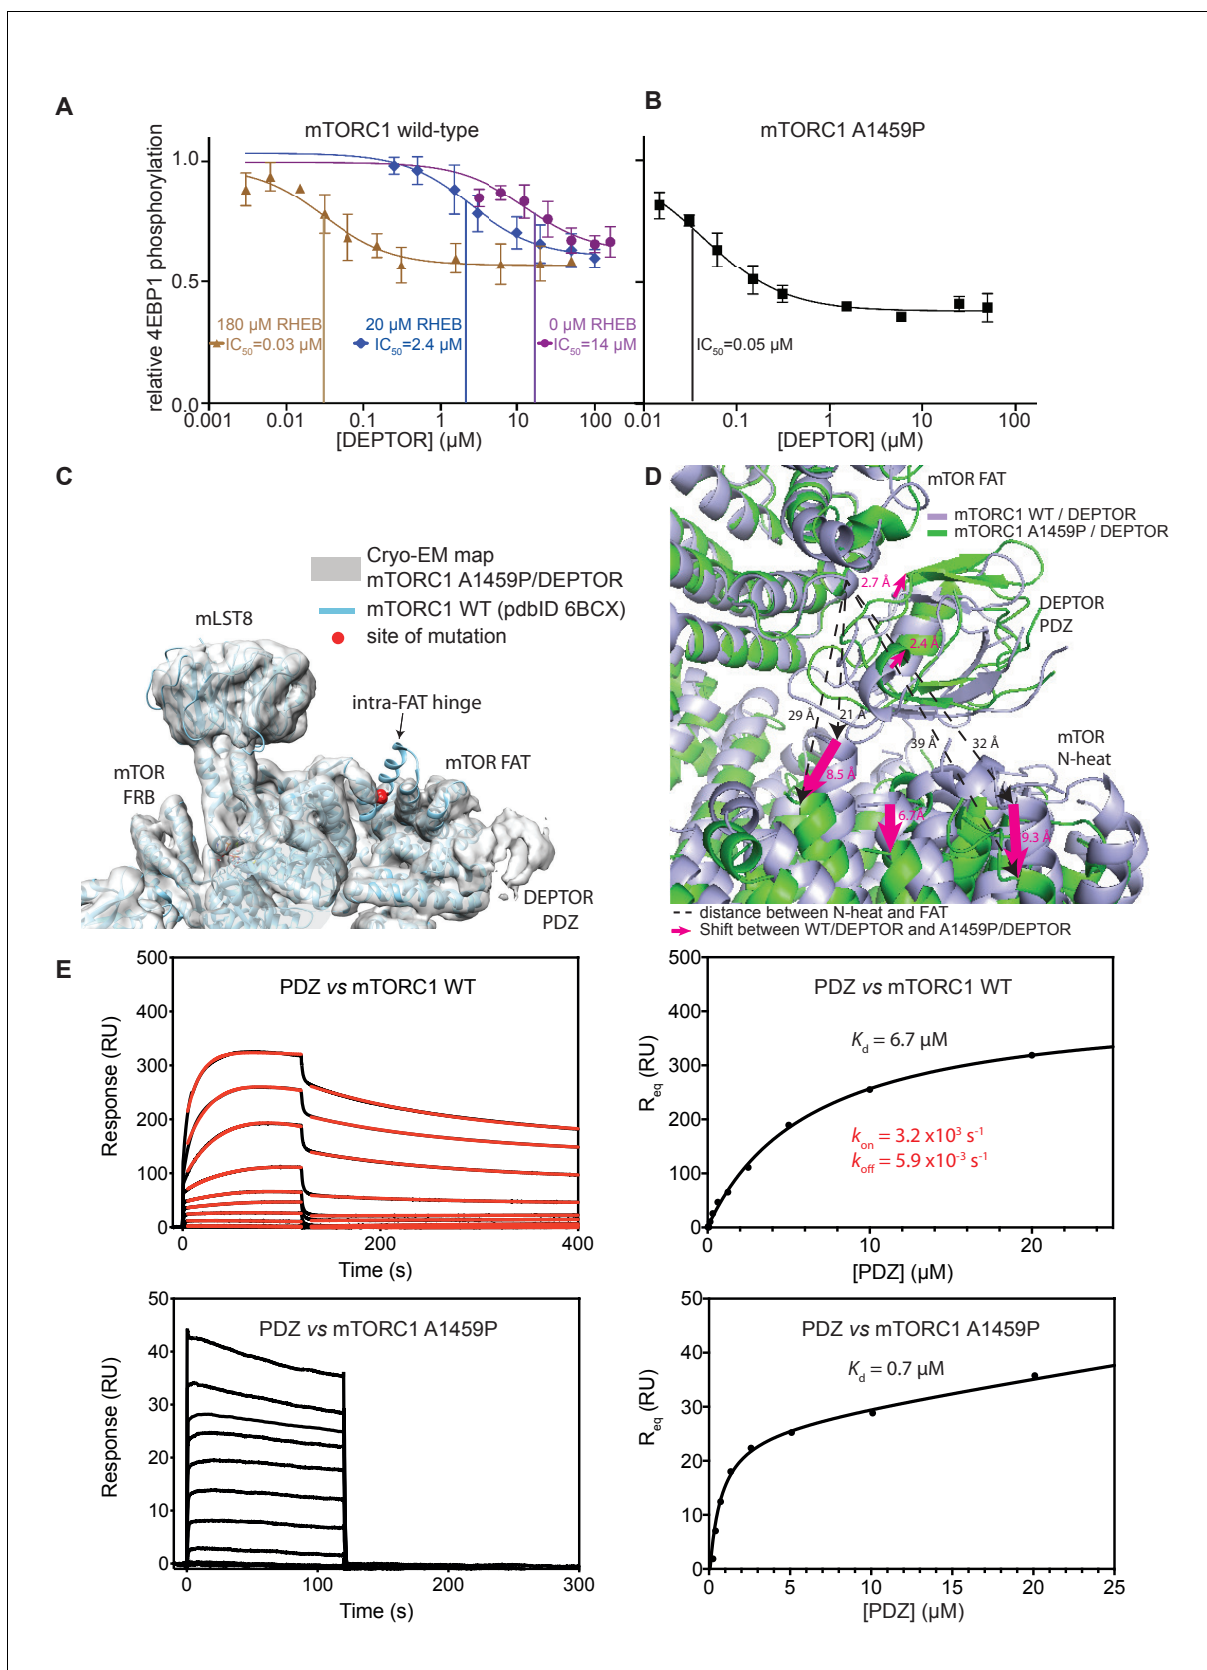 A
B
mTORC1 wild-type
mTORC1 A1459P
relative 4EBP1 phosphorylation
1.0
0.5
0.0
180 µM RHEB
IC50=0.03 µM
20 µM RHEB
IC50=2.4 µM
0 µM RHEB
IC50=14 µM
IC50=0.05 µM
0.001
0.01
0.1
1
10
100
[DEPTOR] (µM)
0.01
0.1
1
10
100
[DEPTOR] (µM)
C
Cryo-EM map
mTORC1 A1459P/DEPTOR
mTORC1 WT (pdbID 6BCX)
site of mutation
mLST8
intra-FAT hinge
mTOR
FRB
mTOR FAT
DEPTOR
PDZ
D
mTOR FAT
mTORC1 WT / DEPTOR
mTORC1 A1459P / DEPTOR
2.7 Å
DEPTOR
PDZ
2.4 Å
29 Å
21 Å
39 Å
32 Å
mTOR
N-heat
8.5 Å
6.7 Å
9.3 Å
distance between N-heat and FAT
Shift between WT/DEPTOR and A1459P/DEPTOR
E
PDZ vs mTORC1 WT
Response (RU)
500
400
300
200
100
0
0
200
400
Time (s)
PDZ vs mTORC1 WT
Kd = 6.7 µM
kon = 3.2 x10³ s⁻¹
koff = 5.9 x10⁻³ s⁻¹
Req (RU)
500
400
300
200
100
0
0
10
20
[PDZ] (µM)
PDZ vs mTORC1 A1459P
Response (RU)
50
40
30
20
10
0
0
100
200
300
Time (s)
PDZ vs mTORC1 A1459P
Kd = 0.7 µM
Req (RU)
50
40
30
20
10
0
0
5
10
15
20
25
[PDZ] (µM)